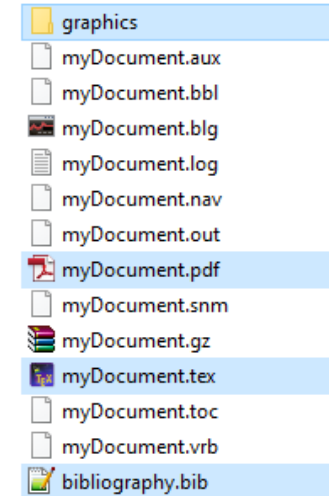 graphics
myDocument.aux
myDocument.bbl
myDocument.blg
myDocument.log
myDocument.nav
myDocument.out
myDocument.pdf
myDocument.snm
myDocument.gz
myDocument.tex
myDocument.toc
myDocument.vrb
bibliography.bib